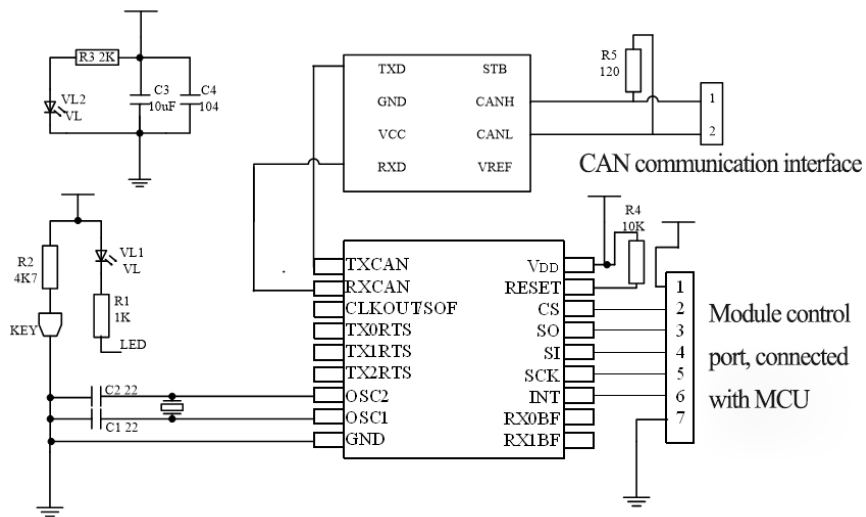 R3 2K
VL2
VL
C3
10uF
C4
104
TXD
STB
GND
CANH
VCC
CANL
RXD
VREF
R5
120
1
2
CAN communication interface
R2
4K7
KEY
VL1
VL
R1
1K
LED
C2 22
C1 22
TXCAN
RXCAN
CLKOUT/SOF
TX0RTS
TX1RTS
TX2RTS
OSC2
OSC1
GND
VDD
RESET
CS
SO
SI
SCK
INT
RX0BF
RX1BF
R4
10K
1
2
3
4
5
6
7
Module control
port, connected
with MCU